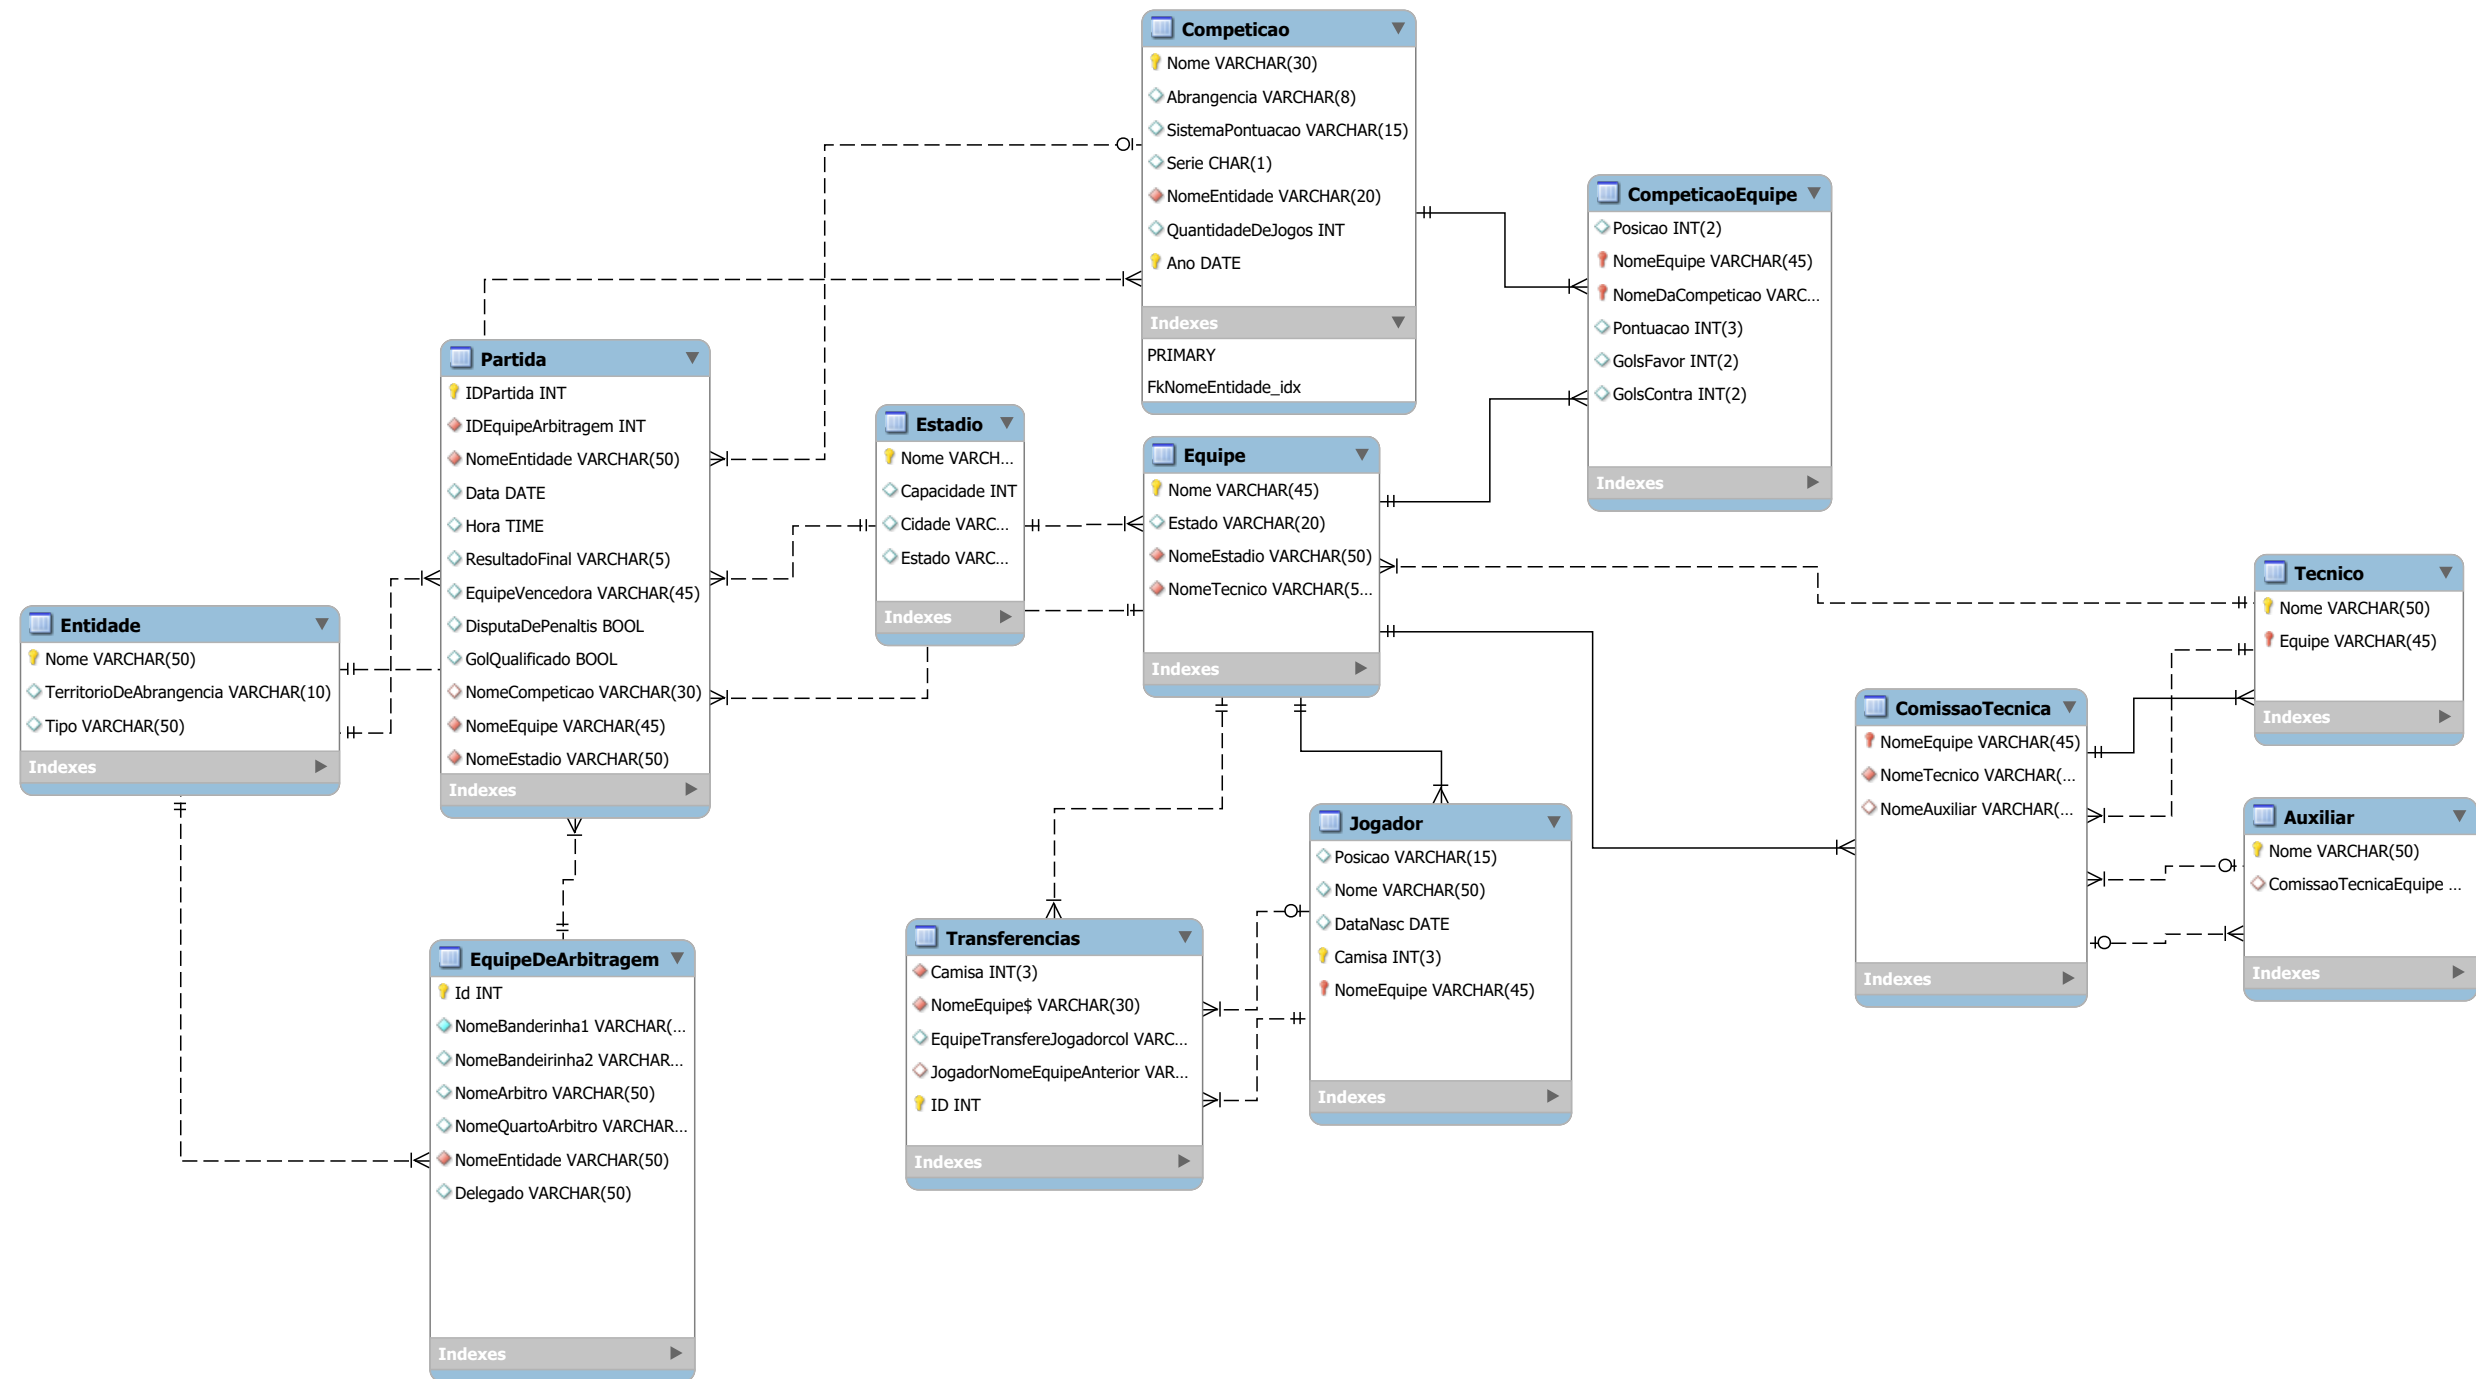 Competicao
Nome VARCHAR(30)
Abrangencia VARCHAR(8)
SistemaPontuacao VARCHAR(15)
Serie CHAR(1)
NomeEntidade VARCHAR(20)
QuantidadeDeJogos INT
Ano DATE
Indexes
PRIMARY
FkNomeEntidade_idx
CompeticaoEquipe
Posicao INT(2)
NomeEquipe VARCHAR(45)
NomeDaCompeticao VARC...
Pontuacao INT(3)
GolsFavor INT(2)
GolsContra INT(2)
Indexes
Partida
IDPartida INT
IDEquipeArbitragem INT
NomeEntidade VARCHAR(50)
Data DATE
Hora TIME
ResultadoFinal VARCHAR(5)
EquipeVencedora VARCHAR(45)
DisputaDePenaltis BOOL
GolQualificado BOOL
NomeCompeticao VARCHAR(30)
NomeEquipe VARCHAR(45)
NomeEstadio VARCHAR(50)
Indexes
Estadio
Nome VARCH...
Capacidade INT
Cidade VARC...
Estado VARC...
Indexes
Equipe
Nome VARCHAR(45)
Estado VARCHAR(20)
NomeEstadio VARCHAR(50)
NomeTecnico VARCHAR(5...
Indexes
Tecnico
Nome VARCHAR(50)
Equipe VARCHAR(45)
Indexes
Entidade
Nome VARCHAR(50)
TerritorioDeAbrangencia VARCHAR(10)
Tipo VARCHAR(50)
Indexes
ComissaoTecnica
NomeEquipe VARCHAR(45)
NomeTecnico VARCHAR(...
NomeAuxiliar VARCHAR(...
Indexes
Auxiliar
Nome VARCHAR(50)
ComissaoTecnicaEquipe ...
Indexes
Jogador
Posicao VARCHAR(15)
Nome VARCHAR(50)
DataNasc DATE
Camisa INT(3)
NomeEquipe VARCHAR(45)
Indexes
Transferencias
Camisa INT(3)
NomeEquipe$ VARCHAR(30)
EquipeTransfereJogadorcol VARC...
JogadorNomeEquipeAnterior VAR...
ID INT
Indexes
EquipeDeArbitragem
Id INT
NomeBanderinha1 VARCHAR(...
NomeBandeirinha2 VARCHAR...
NomeArbitro VARCHAR(50)
NomeQuartoArbitro VARCHAR...
NomeEntidade VARCHAR(50)
Delegado VARCHAR(50)
Indexes